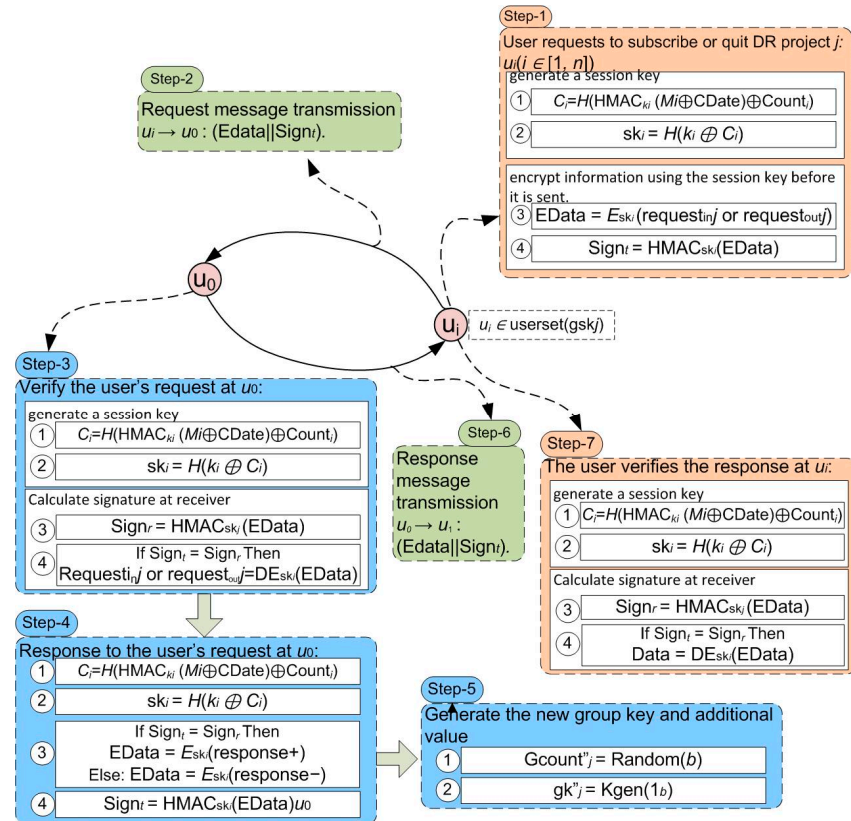 Step-1
User requests to subscribe or quit DR project j:
uᵢ(i ∈ [1, n])
generate a session key
① Cᵢ=H(HMACₖᵢ (Mi⊕CDate)⊕Countᵢ)
② skᵢ = H(kᵢ ⊕ Cᵢ)
encrypt information using the session key before
it is sent.
③ EData = Eₛₖᵢ(requestᵢₙj or requestₒᵤₜj)
④ Signₜ = HMACₛₖᵢ(EData)
Step-2
Request message transmission
uᵢ → u₀ : (Edata||Signₜ).
u₀
uᵢ
uᵢ ∈ userset(gskj)
Step-3
Verify the user's request at u₀:
generate a session key
① Cᵢ=H(HMACₖᵢ (Mi⊕CDate)⊕Countᵢ)
② skᵢ = H(kᵢ ⊕ Cᵢ)
Calculate signature at receiver
③ Signᵣ = HMACₛₖᵢ(EData)
④ If Signₜ = Signᵣ Then
Requestᵢₙj or requestₒᵤₜj=DEₛₖᵢ(EData)
Step-6
Response
message
transmission
u₀ → u₁ :
(Edata||Signₜ).
Step-7
The user verifies the response at uᵢ:
generate a session key
① Cᵢ=H(HMACₖᵢ (Mi⊕CDate)⊕Countᵢ)
② skᵢ = H(kᵢ ⊕ Cᵢ)
Calculate signature at receiver
③ Signᵣ = HMACₛₖⱼ(EData)
④ If Signₜ = Signᵣ Then
Data = DEₛₖᵢ(EData)
Step-4
Response to the user's request at u₀:
① Cᵢ=H(HMACₖᵢ (Mi⊕CDate)⊕Countᵢ)
② skᵢ = H(kᵢ ⊕ Cᵢ)
③ If Signₜ = Signᵣ Then
EData = Eₛₖᵢ(response+)
Else: EData = Eₛₖᵢ(response−)
④ Signₜ = HMACₛₖᵢ(EData)u₀
Step-5
Generate the new group key and additional
value
① Gcount"ⱼ = Random(b)
② gk"ⱼ = Kgen(1b)